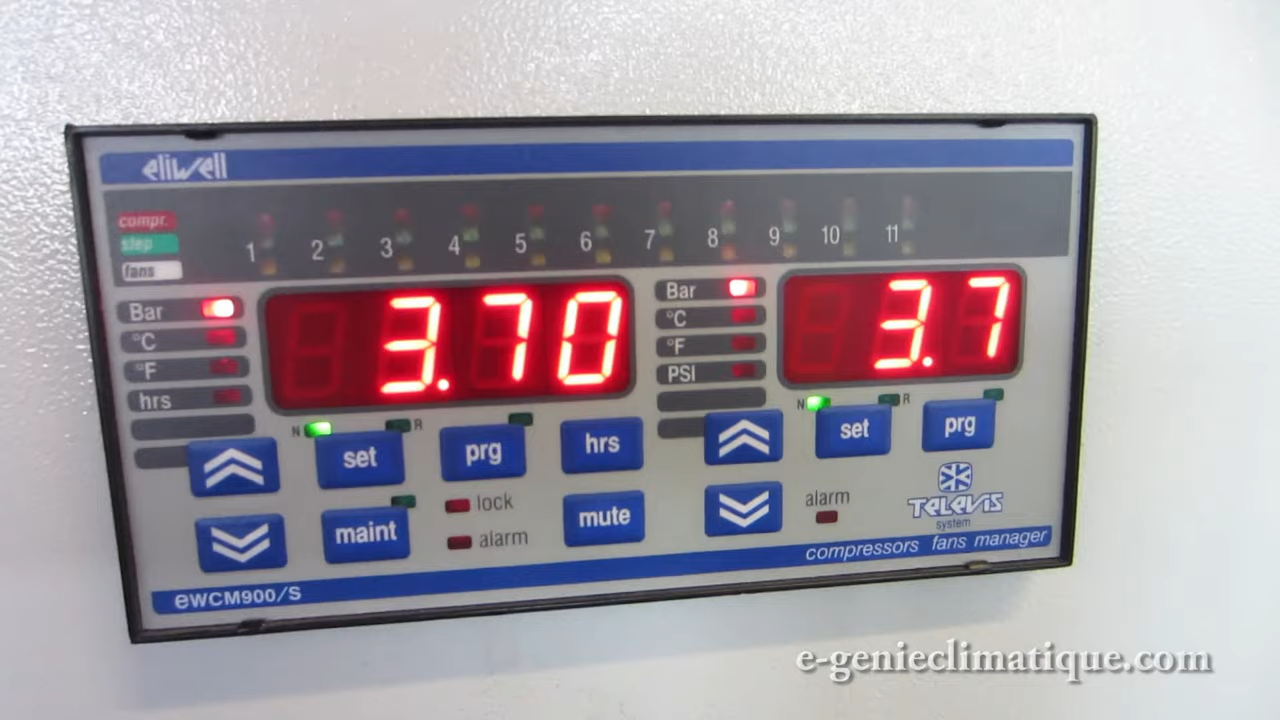 eliwell
compr.
step
fans
1 2 3 4 5 6 7 8 9 10 11
Bar
°C
°F
hrs
3.70
Bar
°C
°F
PSI
3.7
N R
set
prg
hrs
maint
lock
alarm
mute
N R
set
prg
alarm
TELEVIS
system
compressors fans manager
eWCM900/S
e-genieclimatique.com